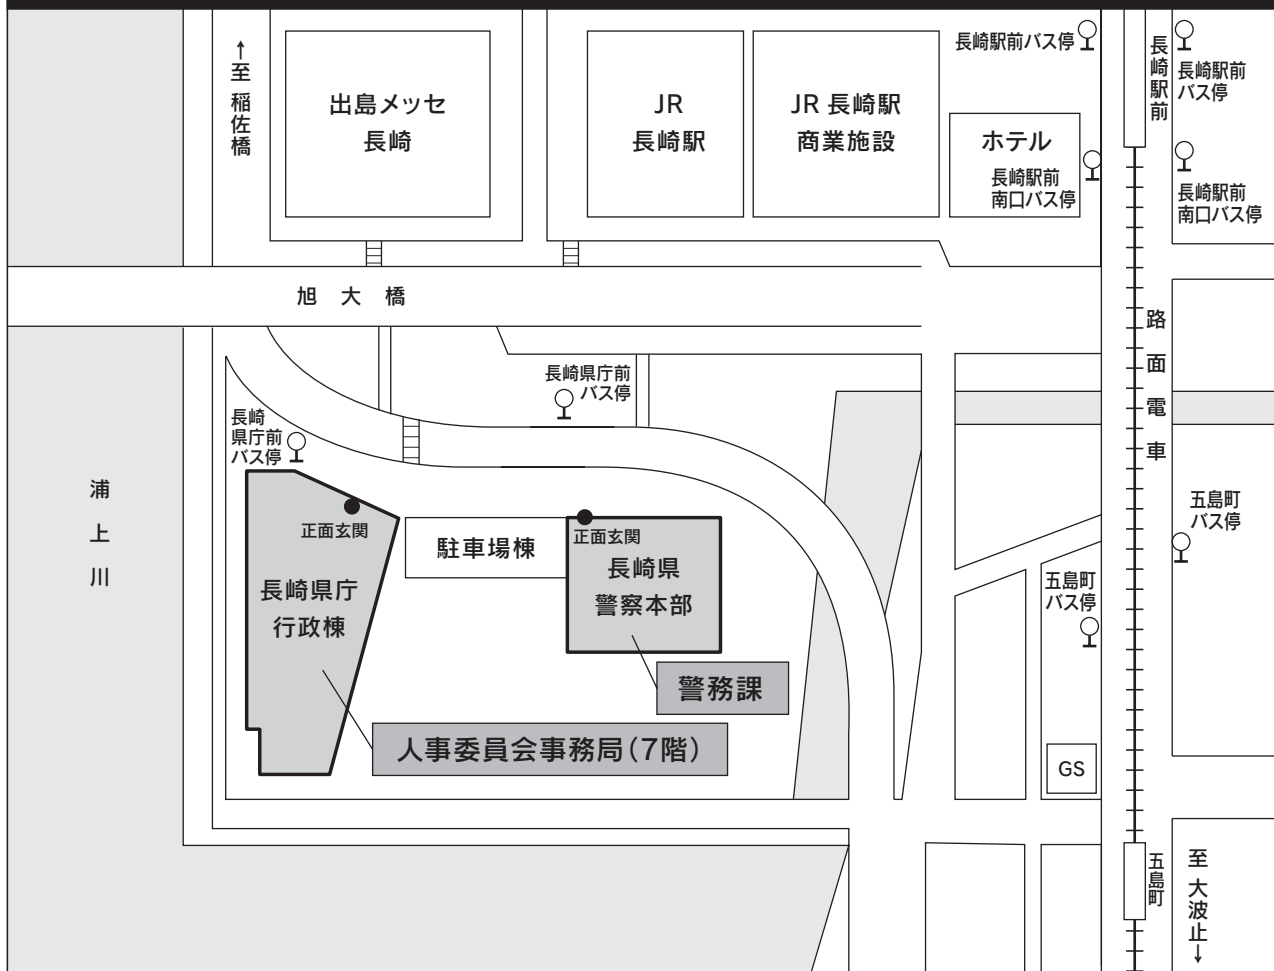 ↑至 稲佐橋
出島メッセ
長崎
JR
長崎駅
JR 長崎駅
商業施設
長崎駅前バス停
ホテル
長崎駅前
南口バス停
長崎駅前
長崎駅前
バス停
長崎駅前
南口バス停
旭大橋
路面電車
長崎県庁前
バス停
長崎
県庁前
バス停
浦上川
正面玄関
長崎県庁
行政棟
駐車場棟
正面玄関
長崎県
警察本部
警務課
人事委員会事務局(7階)
五島町
バス停
五島町
バス停
GS
五島町
至 大波止↓